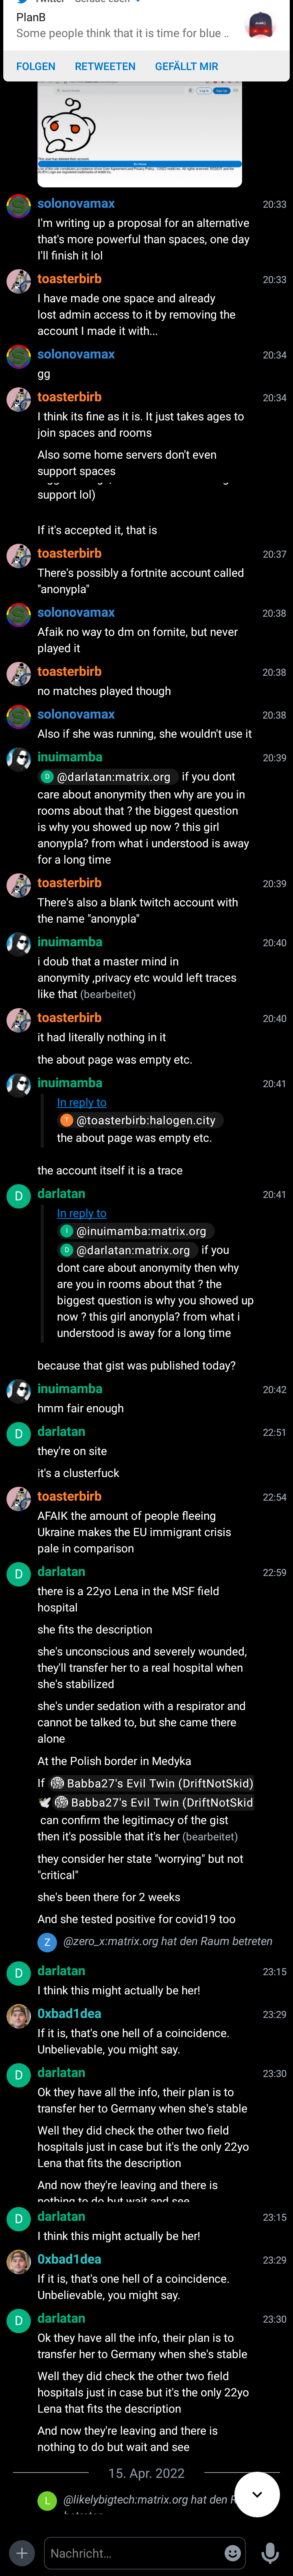 PlanB
Some people think that it is time for blue ..
FOLGEN RETWEETEN GEFÄLLT MIR
solonovamax 20:33
I'm writing up a proposal for an alternative
that's more powerful than spaces, one day
I'll finish it lol
toasterbirb 20:33
I have made one space and already
lost admin access to it by removing the
account I made it with...
solonovamax 20:34
gg
toasterbirb 20:34
I think its fine as it is. It just takes ages to
join spaces and rooms
Also some home servers don't even
support spaces
support lol)
If it's accepted it, that is
toasterbirb 20:37
There's possibly a fortnite account called
"anonypla"
solonovamax 20:38
Afaik no way to dm on fornite, but never
played it
toasterbirb 20:38
no matches played though
solonovamax 20:38
Also if she was running, she wouldn't use it
inuimamba 20:39
D @darlatan:matrix.org if you dont
care about anonymity then why are you in
rooms about that ? the biggest question
is why you showed up now ? this girl
anonypla? from what i understood is away
for a long time
toasterbirb 20:39
There's also a blank twitch account with
the name "anonypla"
inuimamba 20:40
i doub that a master mind in
anonymity ,privacy etc would left traces
like that (bearbeitet)
toasterbirb 20:40
it had literally nothing in it
the about page was empty etc.
inuimamba 20:41
In reply to
T @toasterbirb:halogen.city
the about page was empty etc.
the account itself it is a trace
D darlatan 20:41
In reply to
I @inuimamba:matrix.org
D @darlatan:matrix.org if you
dont care about anonymity then why
are you in rooms about that ? the
biggest question is why you showed up
now ? this girl anonypla? from what i
understood is away for a long time
because that gist was published today?
inuimamba 20:42
hmm fair enough
D darlatan 22:51
they're on site
it's a clusterfuck
toasterbirb 22:54
AFAIK the amount of people fleeing
Ukraine makes the EU immigrant crisis
pale in comparison
D darlatan 22:59
there is a 22yo Lena in the MSF field
hospital
she fits the description
she's unconscious and severely wounded,
they'll transfer her to a real hospital when
she's stabilized
she's under sedation with a respirator and
cannot be talked to, but she came there
alone
At the Polish border in Medyka
If Babba27's Evil Twin (DriftNotSkid)
🕊 Babba27's Evil Twin (DriftNotSkid
can confirm the legitimacy of the gist
then it's possible that it's her (bearbeitet)
they consider her state "worrying" but not
"critical"
she's been there for 2 weeks
And she tested positive for covid19 too
Z @zero_x:matrix.org hat den Raum betreten
D darlatan 23:15
I think this might actually be her!
0xbad1dea 23:29
If it is, that's one hell of a coincidence.
Unbelievable, you might say.
D darlatan 23:30
Ok they have all the info, their plan is to
transfer her to Germany when she's stable
Well they did check the other two field
hospitals just in case but it's the only 22yo
Lena that fits the description
And now they're leaving and there is
nothing to do but wait and see
D darlatan 23:15
I think this might actually be her!
0xbad1dea 23:29
If it is, that's one hell of a coincidence.
Unbelievable, you might say.
D darlatan 23:30
Ok they have all the info, their plan is to
transfer her to Germany when she's stable
Well they did check the other two field
hospitals just in case but it's the only 22yo
Lena that fits the description
And now they're leaving and there is
nothing to do but wait and see
15. Apr. 2022
L @likelybigtech:matrix.org hat den
Nachricht...